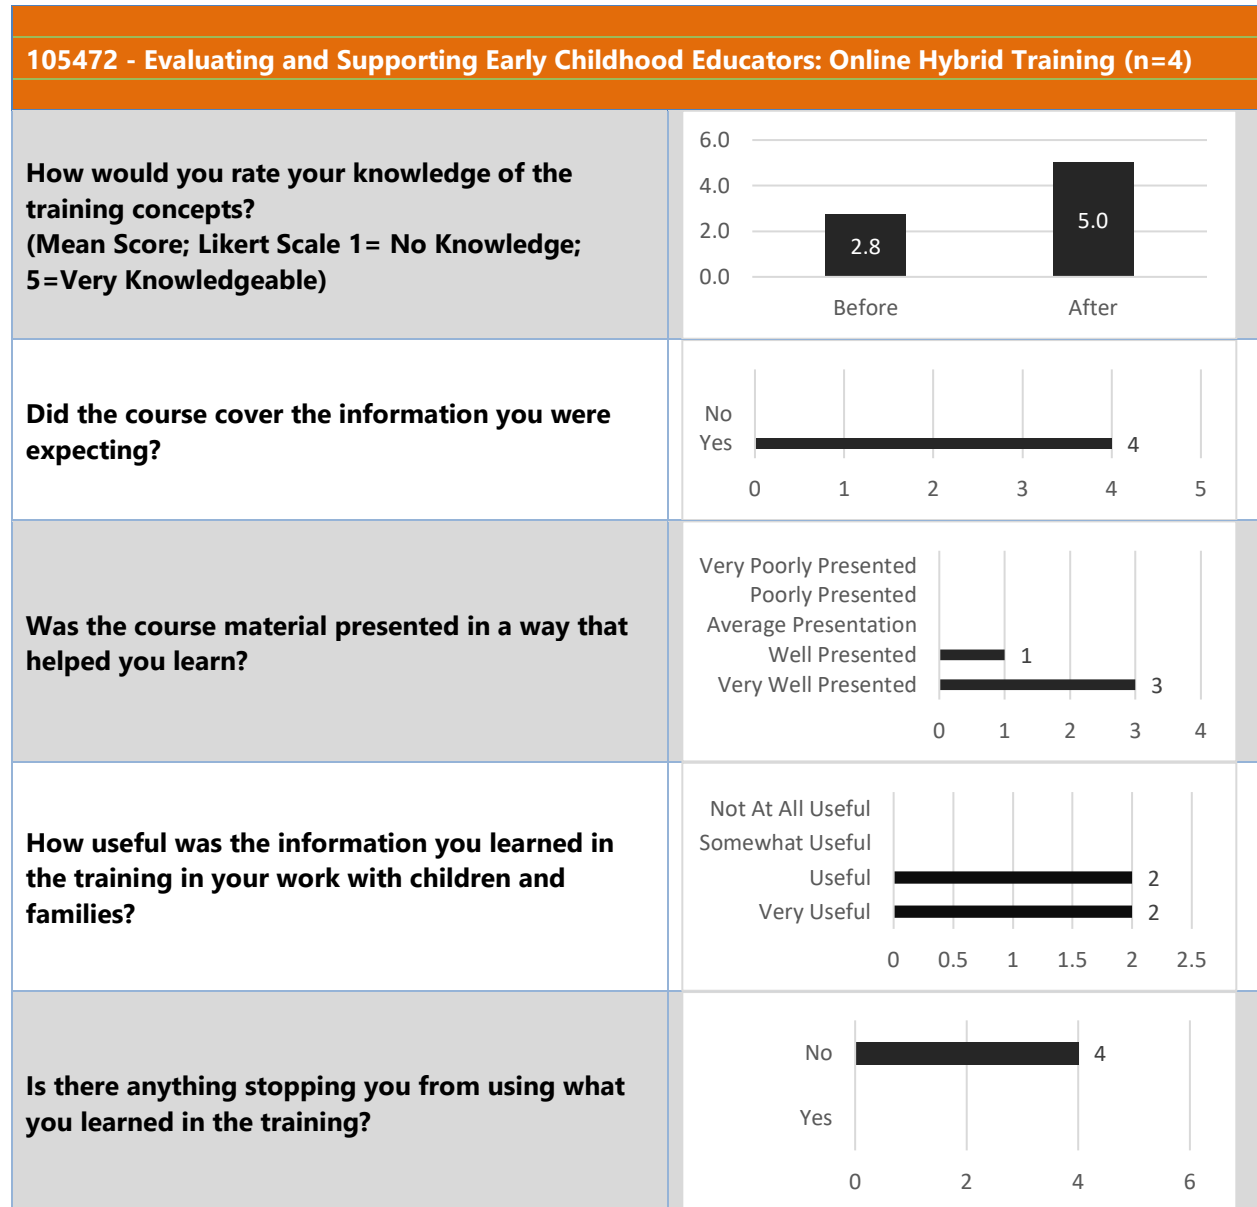 105472 - Evaluating and Supporting Early Childhood Educators: Online Hybrid Training (n=4)
How would you rate your knowledge of the
training concepts?
(Mean Score; Likert Scale 1= No Knowledge;
5=Very Knowledgeable)
6.0
4.0
2.0
0.0
2.8
5.0
Before After
Did the course cover the information you were
expecting?
No
Yes
4
0 1 2 3 4 5
Was the course material presented in a way that
helped you learn?
Very Poorly Presented
Poorly Presented
Average Presentation
Well Presented 1
Very Well Presented 3
0 1 2 3 4
How useful was the information you learned in
the training in your work with children and
families?
Not At All Useful
Somewhat Useful
Useful 2
Very Useful 2
0 0.5 1 1.5 2 2.5
Is there anything stopping you from using what
you learned in the training?
No 4
Yes
0 2 4 6